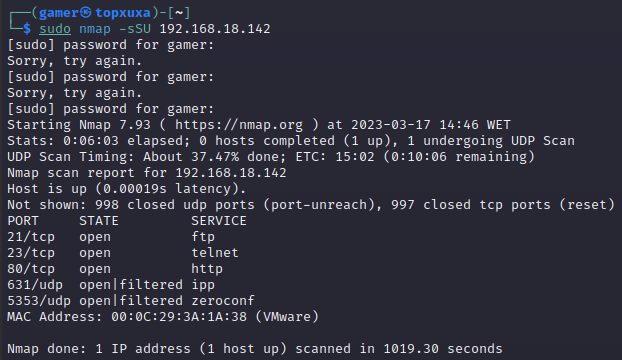 ┌──(gamer㉿topxuxa)-[~]
└─$ sudo nmap -sSU 192.168.18.142
[sudo] password for gamer:
Sorry, try again.
[sudo] password for gamer:
Sorry, try again.
[sudo] password for gamer:
Starting Nmap 7.93 ( https://nmap.org ) at 2023-03-17 14:46 WET
Stats: 0:06:03 elapsed; 0 hosts completed (1 up), 1 undergoing UDP Scan
UDP Scan Timing: About 37.47% done; ETC: 15:02 (0:10:06 remaining)
Nmap scan report for 192.168.18.142
Host is up (0.00019s latency).
Not shown: 998 closed udp ports (port-unreach), 997 closed tcp ports (reset)
PORT     STATE         SERVICE
21/tcp   open          ftp
23/tcp   open          telnet
80/tcp   open          http
631/udp  open|filtered ipp
5353/udp open|filtered zeroconf
MAC Address: 00:0C:29:3A:1A:38 (VMware)
Nmap done: 1 IP address (1 host up) scanned in 1019.30 seconds